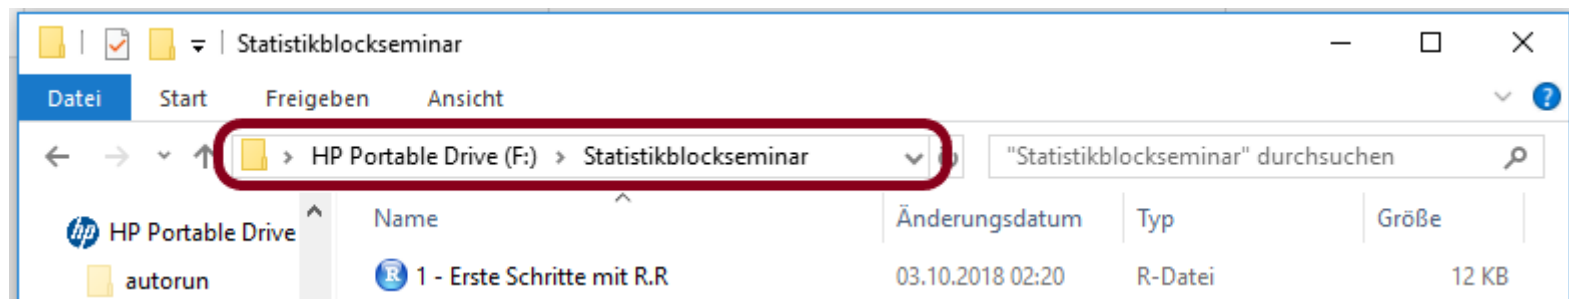 Statistikblockseminar
Datei Start Freigeben Ansicht ?
HP Portable Drive (F:) > Statistikblockseminar "Statistikblockseminar" durchsuchen
hp HP Portable Drive Name Änderungsdatum Typ Größe
autorun R 1 - Erste Schritte mit R.R 03.10.2018 02:20 R-Datei 12 KB